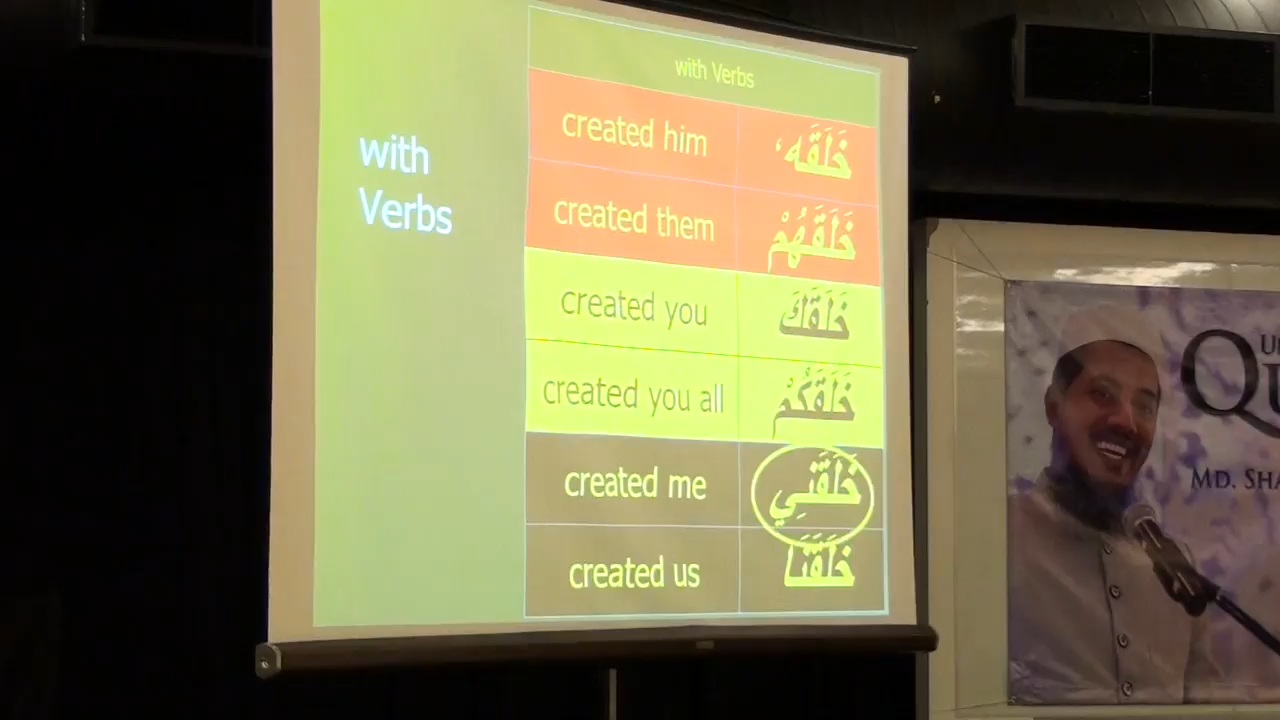 with
Verbs
with Verbs
created him خَلَقَه،
created them خَلَقَهُمْ
created you خَلَقَكَ
created you all خَلَقَكُمْ
created me خَلَقَنِي
created us خَلَقَنَا
MD. SHA